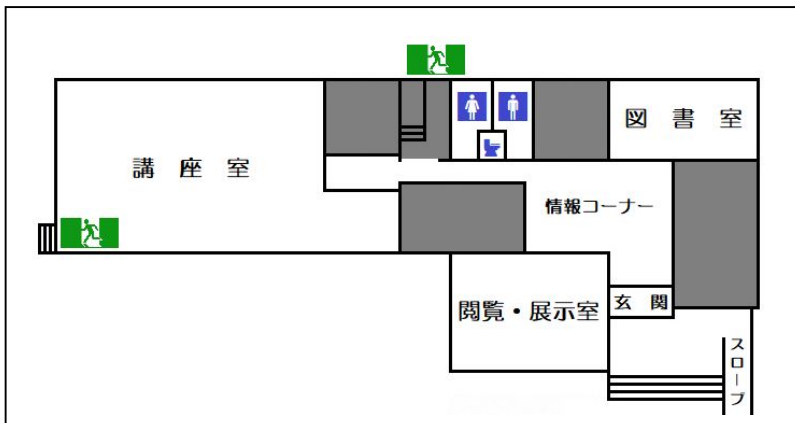 図書室
講座室
情報コーナー
閲覧・展示室
玄関
スロープ